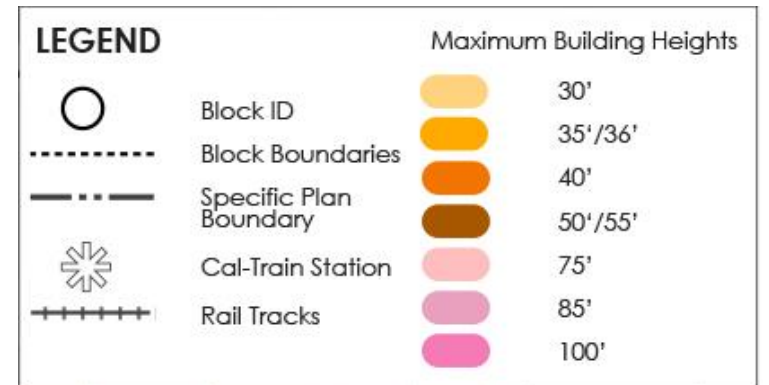 LEGEND
Block ID
Block Boundaries
Specific Plan
Boundary
Cal-Train Station
Rail Tracks
Maximum Building Heights
30’
35‘/36’
40’
50‘/55’
75’
85’
100’